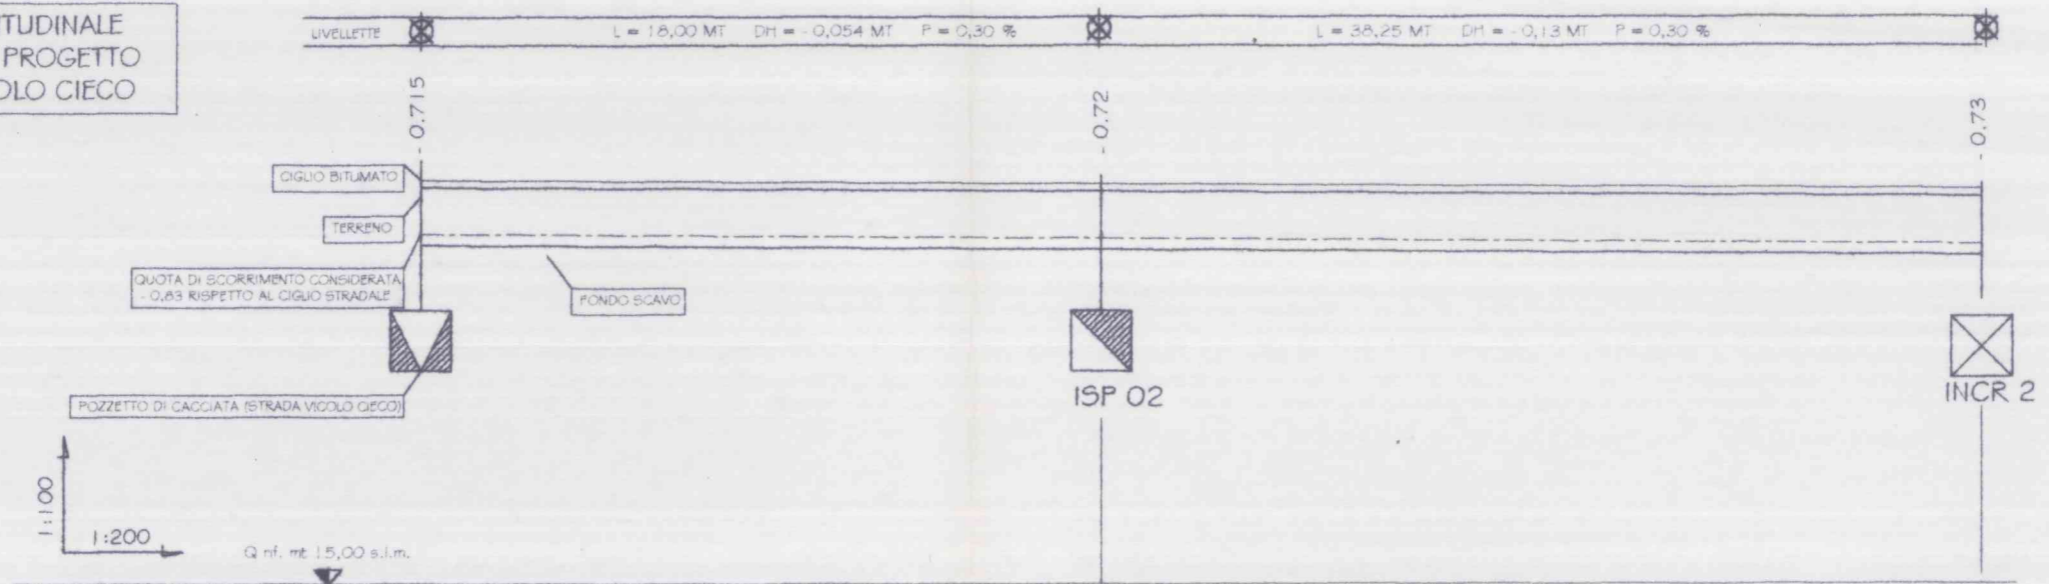 TUDINALE
PROGETTO
OLO CIECO
LIVELLETTE
L = 18,00 MT DH = - 0,054 MT P = 0,30 %
L = 38,25 MT DH = - 0,13 MT P = 0,30 %
- 0,715
- 0,72
- 0,73
CIGLIO BITUMATO
TERRENO
QUOTA DI SCORRIMENTO CONSIDERATA
- 0,83 RISPETTO AL CIGLIO STRADALE
FONDO SCAVO
POZZETTO DI CACCIATA (STRADA VICOLO CIECO)
ISP 02
INCR 2
1:100
1:200
Q rif. mt 15,00 s.l.m.